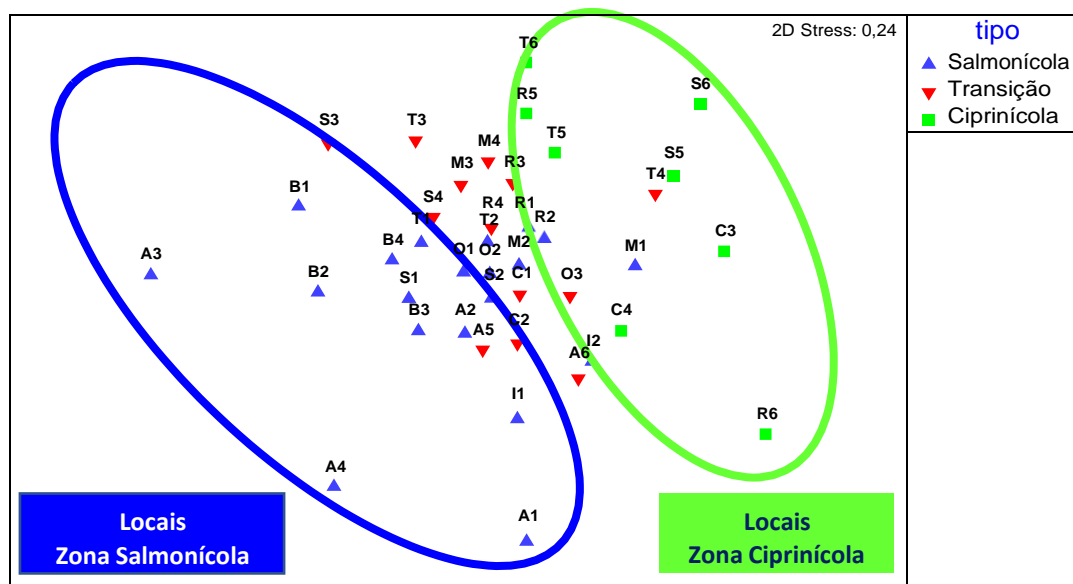 2D Stress: 0,24
tipo
Salmonícola
Transição
Ciprinícola
T6
S6
R5
S3
T3
T5
M4
S5
M3
R3
T4
B1
S4
R4
R1
T1
T2
R2
C3
B4
O1
O2
M2
M1
A3
B2
S1
S2
C1
O3
B3
A2
C2
C4
A5
A6
I2
I1
R6
A4
A1
Locais
Zona Salmonícola
Locais
Zona Ciprinícola